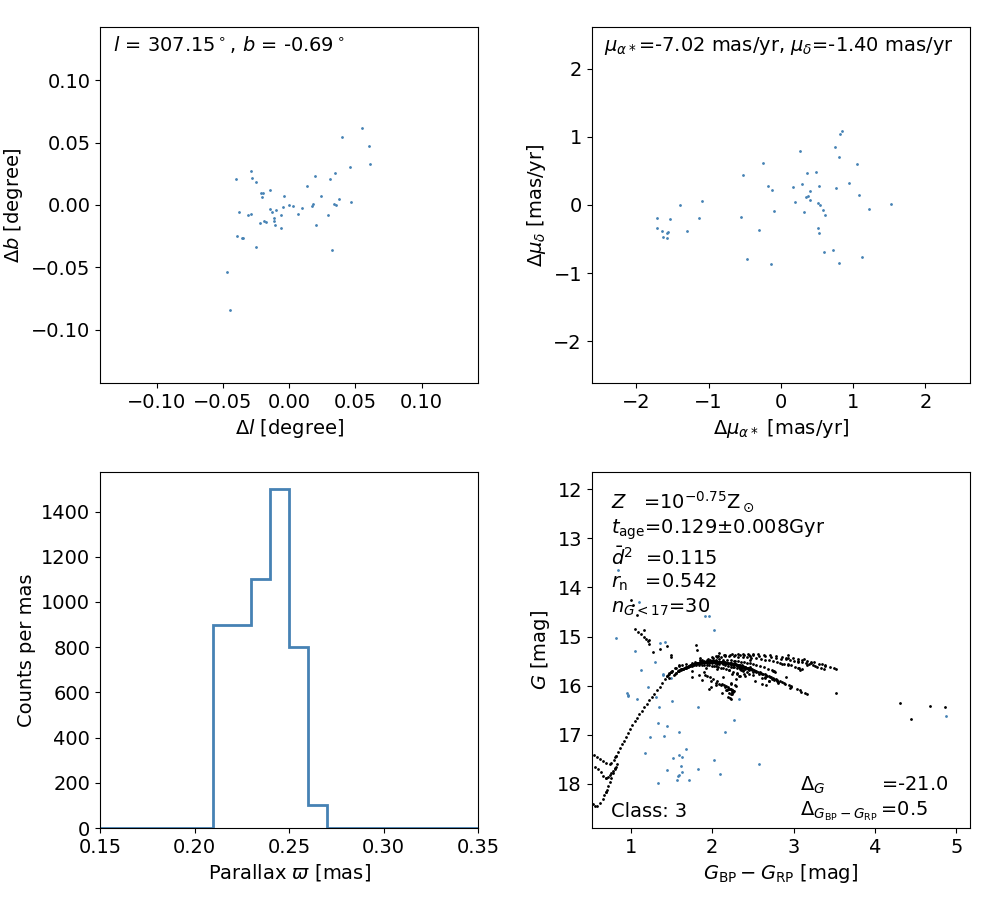 l = 307.15°, b = -0.69°
0.10
0.05
0.00
−0.05
−0.10
Δb [degree]
−0.10 −0.05 0.00 0.05 0.10
Δl [degree]
μα*=-7.02 mas/yr, μδ=-1.40 mas/yr
2
1
0
−1
−2
Δμδ [mas/yr]
−2 −1 0 1 2
Δμα* [mas/yr]
1400
1200
1000
800
600
400
200
0
Counts per mas
0.15 0.20 0.25 0.30 0.35
Parallax ϖ [mas]
12
13
14
15
16
17
18
G [mag]
Z =10^−0.75 Z⊙
tage=0.129±0.008Gyr
d̄² =0.115
rn =0.542
nG<17=30
ΔG =-21.0
ΔGBP−GRP =0.5
Class: 3
1 2 3 4 5
GBP − GRP [mag]